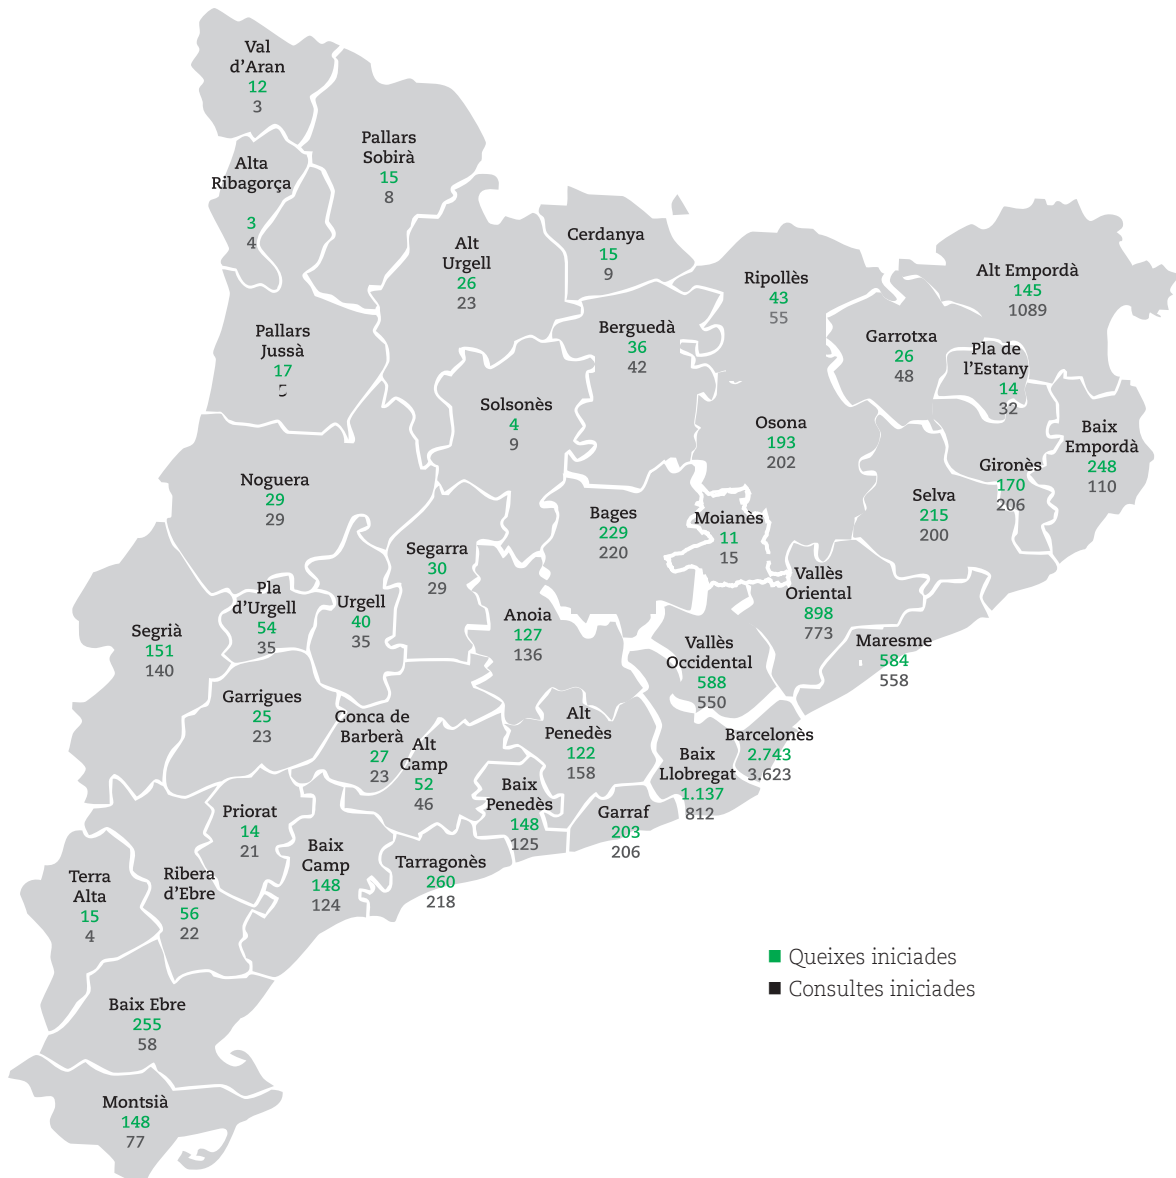 Val
d’Aran
12
3
Alta
Ribagorça
3
4
Pallars
Sobirà
15
8
Alt
Urgell
26
23
Cerdanya
15
9
Ripollès
43
55
Alt Empordà
145
1089
Pallars
Jussà
17
5
Berguedà
36
42
Garrotxa
26
48
Pla de
l’Estany
14
32
Solsonès
4
9
Osona
193
202
Baix
Empordà
248
110
Gironès
170
206
Noguera
29
29
Selva
215
200
Bages
229
220
Moianès
11
15
Segarra
30
29
Vallès
Oriental
898
773
Pla
d’Urgell
54
35
Urgell
40
35
Anoia
127
136
Segrià
151
140
Vallès
Occidental
588
550
Maresme
584
558
Garrigues
25
23
Conca de
Barberà
27
23
Alt
Camp
52
46
Alt
Penedès
122
158
Barcelonès
2.743
3.623
Baix
Llobregat
1.137
812
Baix
Penedès
148
125
Garraf
203
206
Priorat
14
21
Baix
Camp
148
124
Tarragonès
260
218
Terra
Alta
15
4
Ribera
d’Ebre
56
22
Baix Ebre
255
58
Montsià
148
77
Queixes iniciades
Consultes iniciades